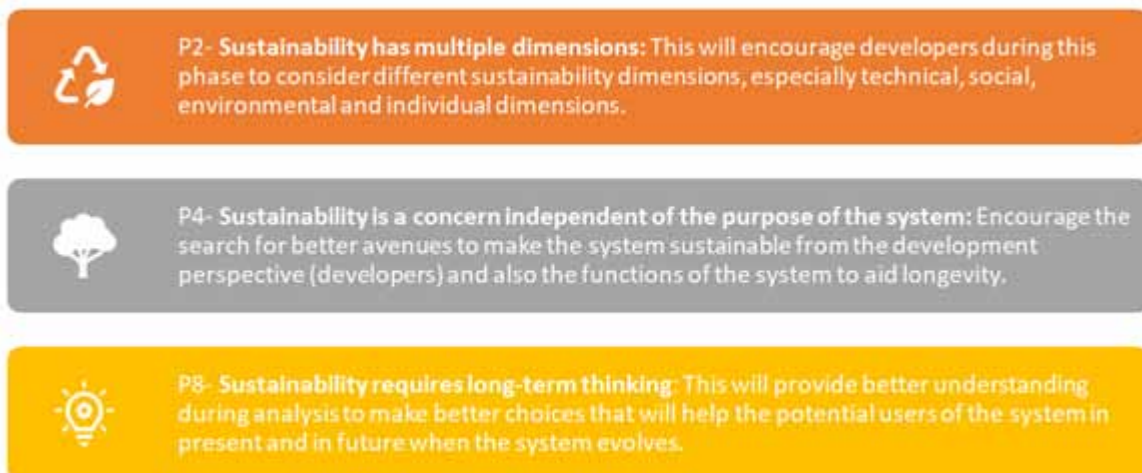 P2- Sustainability has multiple dimensions: This will encourage developers during this
phase to consider different sustainability dimensions, especially technical, social,
environmental and individual dimensions.
P4- Sustainability is a concern independent of the purpose of the system: Encourage the
search for better avenues to make the system sustainable from the development
perspective (developers) and also the functions of the system to aid longevity.
P8- Sustainability requires long-term thinking: This will provide better understanding
during analysis to make better choices that will help the potential users of the system in
present and in future when the system evolves.